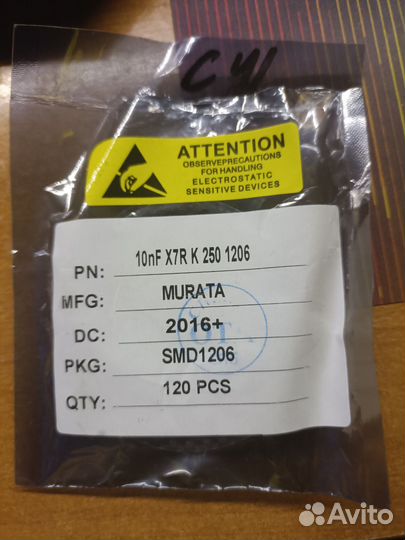 ATTENTION
OBSERVEPRECAUTIONS
FOR HANDLING
ELECTROSTATIC
SENSITIVE DEVICES
PN: 10nF X7R K 250 1206
MFG: MURATA
DC: 2016+
PKG: SMD1206
QTY: 120 PCS
Avito